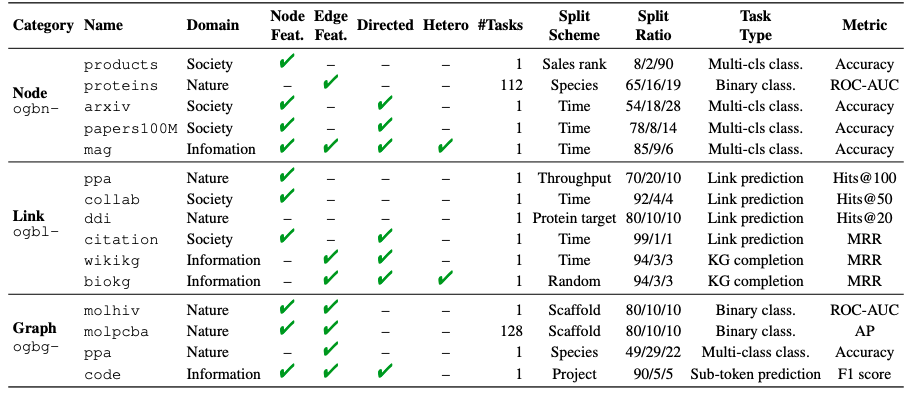 Category Name Domain Node Feat. Edge Feat. Directed Hetero #Tasks Split Scheme Split Ratio Task Type Metric
Node ogbn–
products Society ✔ – – – 1 Sales rank 8/2/90 Multi-cls class. Accuracy
proteins Nature – ✔ – – 112 Species 65/16/19 Binary class. ROC-AUC
arxiv Society ✔ – ✔ – 1 Time 54/18/28 Multi-cls class. Accuracy
papers100M Society ✔ – ✔ – 1 Time 78/8/14 Multi-cls class. Accuracy
mag Infomation ✔ ✔ ✔ ✔ 1 Time 85/9/6 Multi-cls class. Accuracy
Link ogbl–
ppa Nature ✔ – – – 1 Throughput 70/20/10 Link prediction Hits@100
collab Society ✔ – – – 1 Time 92/4/4 Link prediction Hits@50
ddi Nature – – – – 1 Protein target 80/10/10 Link prediction Hits@20
citation Society ✔ – ✔ – 1 Time 99/1/1 Link prediction MRR
wikikg Information – ✔ ✔ – 1 Time 94/3/3 KG completion MRR
biokg Information – ✔ ✔ ✔ 1 Random 94/3/3 KG completion MRR
Graph ogbg–
molhiv Nature ✔ ✔ – – 1 Scaffold 80/10/10 Binary class. ROC-AUC
molpcba Nature ✔ ✔ – – 128 Scaffold 80/10/10 Binary class. AP
ppa Nature – ✔ – – 1 Species 49/29/22 Multi-class class. Accuracy
code Information ✔ ✔ ✔ – 1 Project 90/5/5 Sub-token prediction F1 score